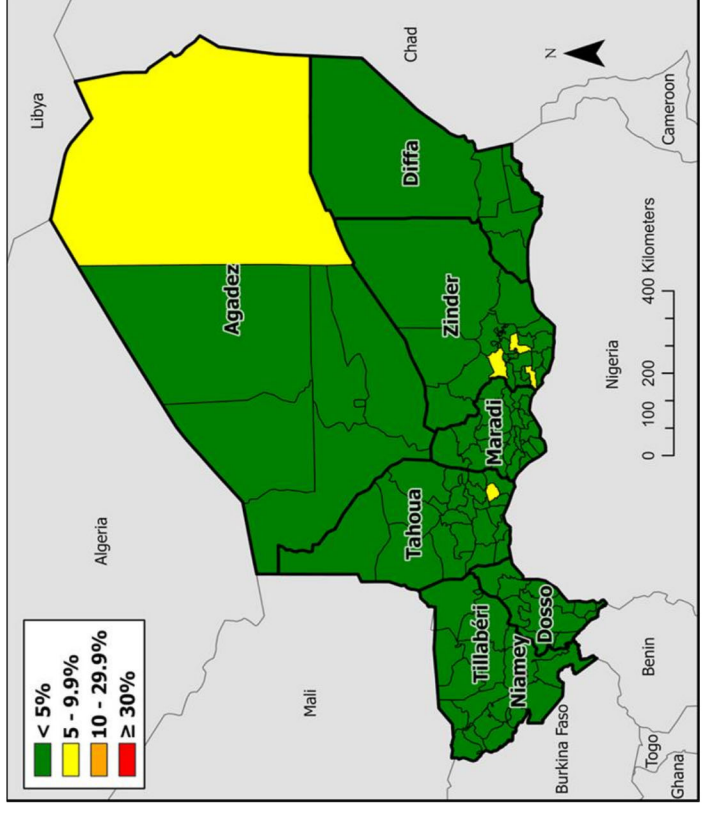 < 5%
5 - 9.9%
10 - 29.9%
≥ 30%
Algeria
Libya
Mali
Agadez
Chad
Tahoua
Zinder
Diffa
Maradi
Tillabéri
Niamey
Dosso
Burkina Faso
Nigeria
N
Benin
Togo
Ghana
Cameroon
0 100 200 400 Kilometers